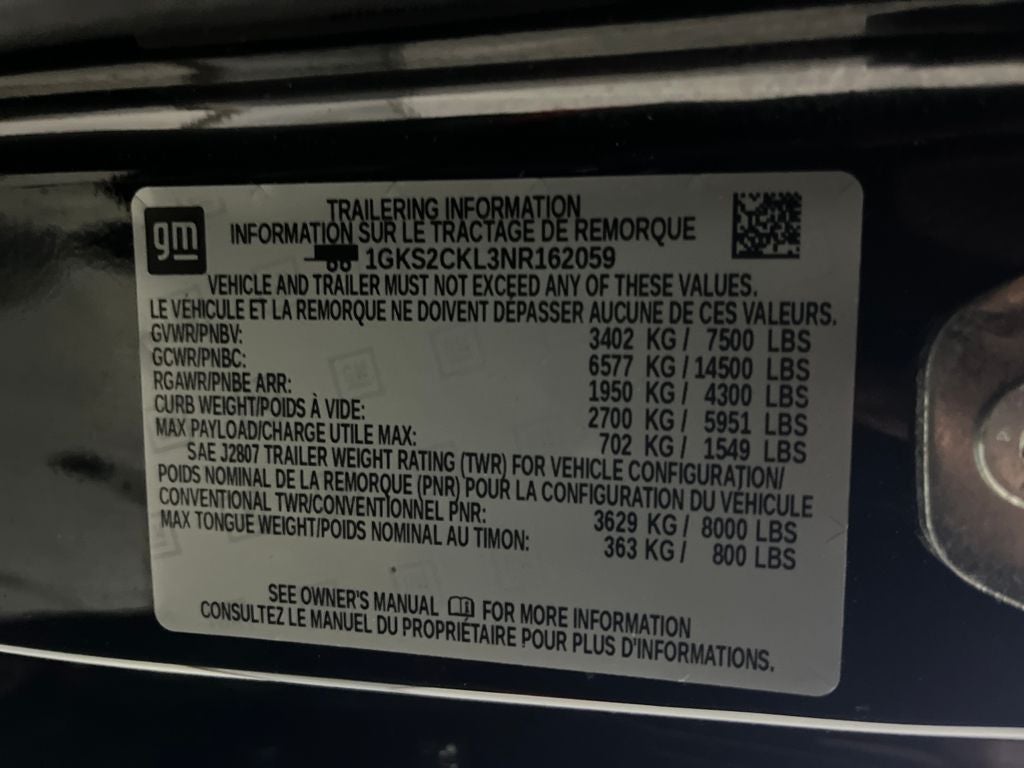 gm
TRAILERING INFORMATION
INFORMATION SUR LE TRACTAGE DE REMORQUE
1GKS2CKL3NR162059
VEHICLE AND TRAILER MUST NOT EXCEED ANY OF THESE VALUES.
LE VÉHICULE ET LA REMORQUE NE DOIVENT DÉPASSER AUCUNE DE CES VALEURS.
GVWR/PNBV: 3402 KG / 7500 LBS
GCWR/PNBC: 6577 KG / 14500 LBS
RGAWR/PNBE ARR: 1950 KG / 4300 LBS
CURB WEIGHT/POIDS À VIDE: 2700 KG / 5951 LBS
MAX PAYLOAD/CHARGE UTILE MAX: 702 KG / 1549 LBS
SAE J2807 TRAILER WEIGHT RATING (TWR) FOR VEHICLE CONFIGURATION/
POIDS NOMINAL DE LA REMORQUE (PNR) POUR LA CONFIGURATION DU VÉHICULE
CONVENTIONAL TWR/CONVENTIONNEL PNR: 3629 KG / 8000 LBS
MAX TONGUE WEIGHT/POIDS NOMINAL AU TIMON: 363 KG / 800 LBS
SEE OWNER'S MANUAL FOR MORE INFORMATION
CONSULTEZ LE MANUEL DU PROPRIÉTAIRE POUR PLUS D'INFORMATIONS.